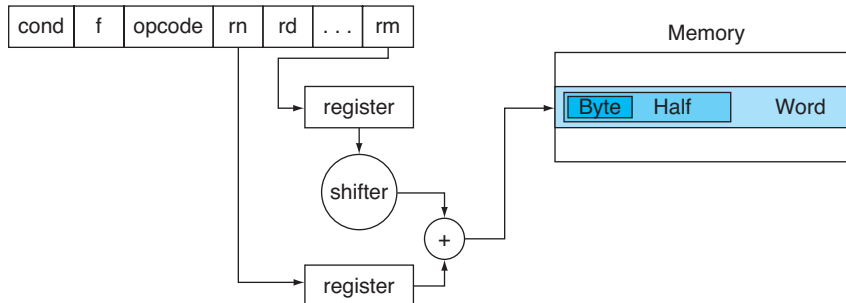 cond f opcode rn rd . . . rm
Memory
register
Byte Half Word
shifter
+
register